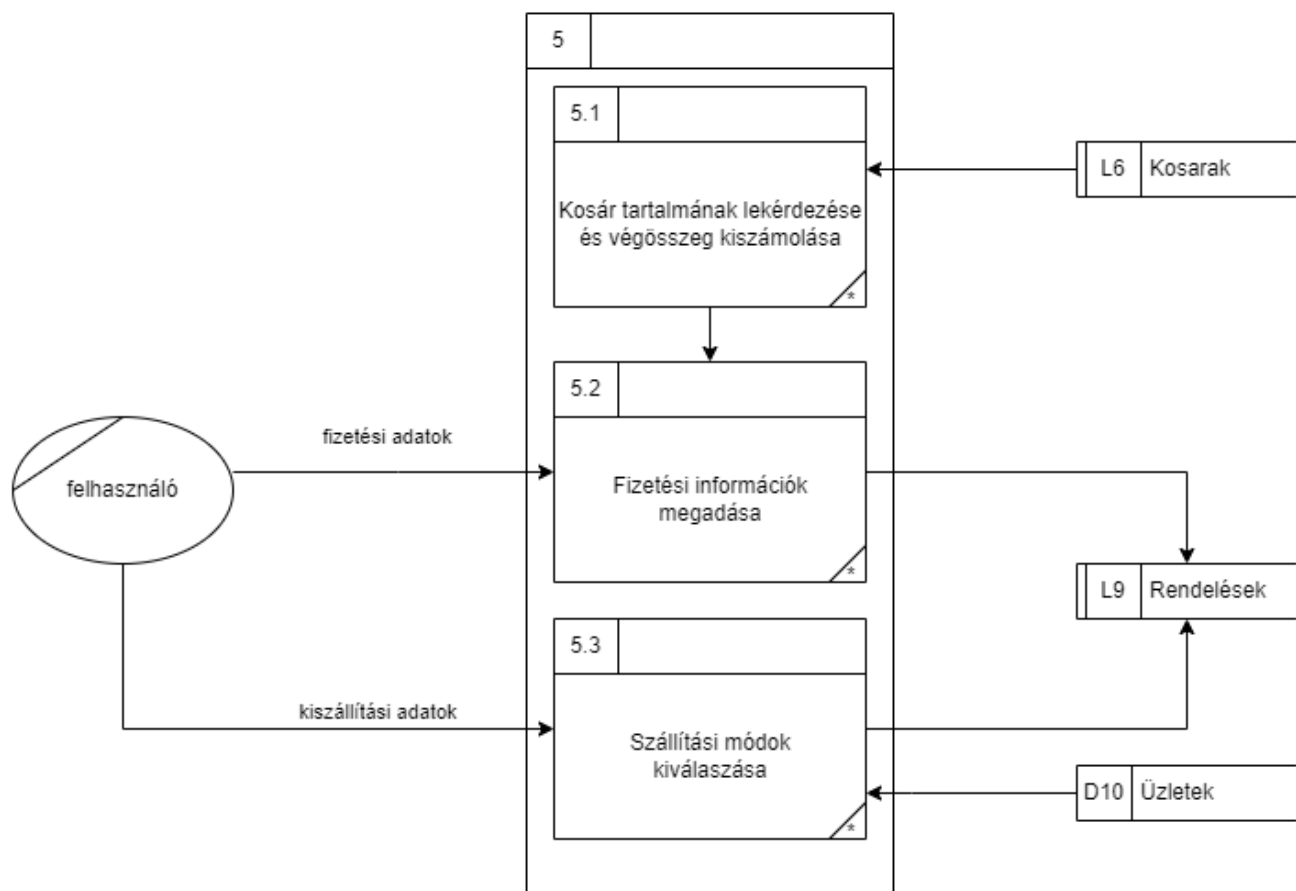 5
5.1
L6 Kosarak
Kosár tartalmának lekérdezése
és végösszeg kiszámolása
*
5.2
fizetési adatok
felhasználó
Fizetési információk
megadása
*
L9 Rendelések
5.3
kiszállítási adatok
Szállítási módok
kiválaszása
D10 Üzletek
*